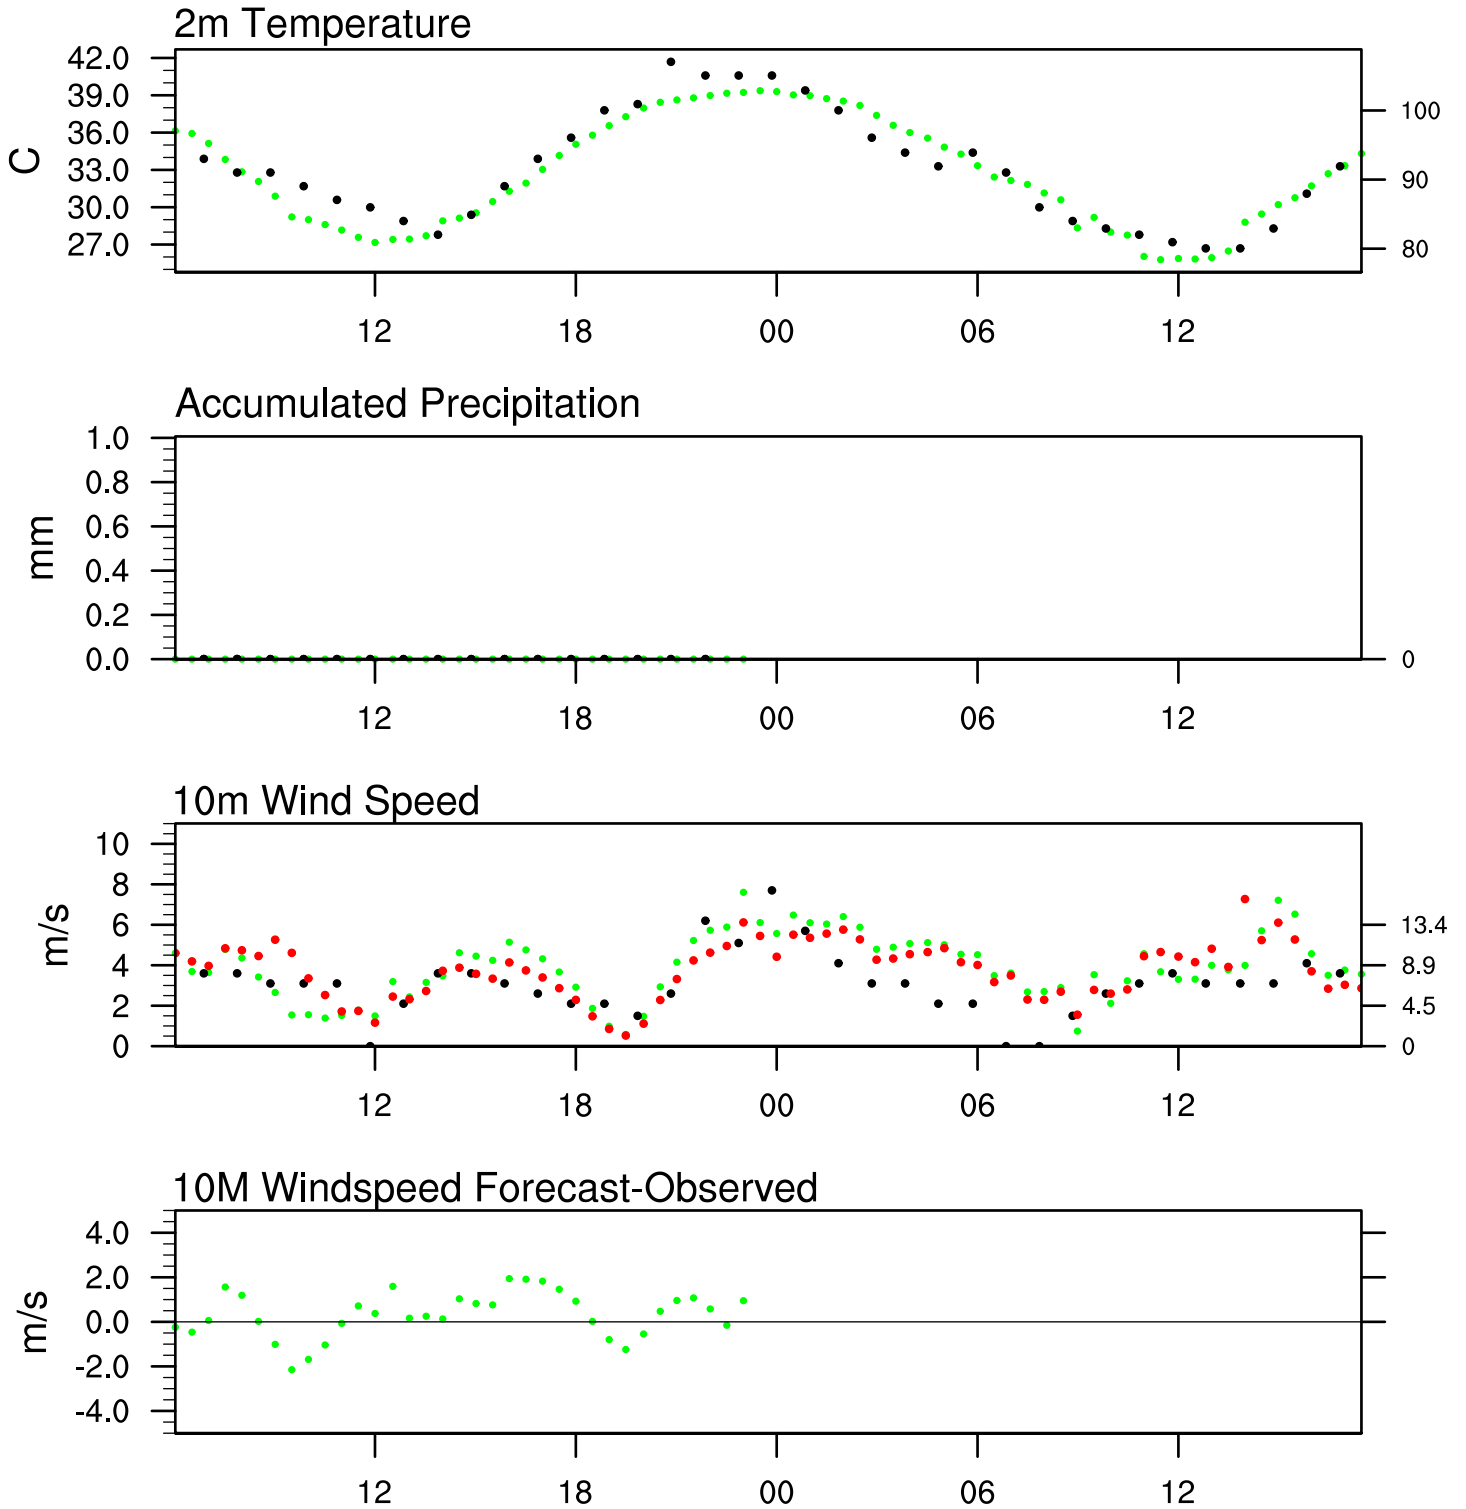 2m Temperature
42.0
39.0
36.0
33.0
30.0
27.0
C
100
90
80
12 18 00 06 12
Accumulated Precipitation
1.0
0.8
0.6
0.4
0.2
0.0
mm
0
12 18 00 06 12
10m Wind Speed
10
8
6
4
2
0
m/s
13.4
8.9
4.5
0
12 18 00 06 12
10M Windspeed Forecast-Observed
4.0
2.0
0.0
-2.0
-4.0
m/s
12 18 00 06 12